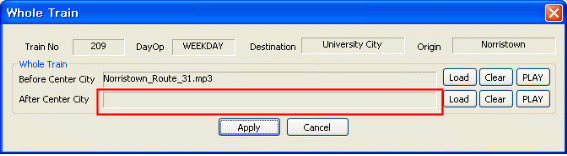 Whole Train
Train No 209 DayOp WEEKDAY Destination University City Origin Norristown
Whole Train
Before Center City Norristown_Route_31.mp3 Load Clear PLAY
After Center City Load Clear PLAY
Apply Cancel